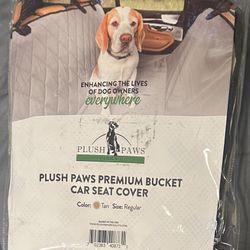 ENHANCING THE LIVES
OF DOG OWNERS
everywhere
PLUSH PAWS
PLUSH PAWS PREMIUM BUCKET
CAR SEAT COVER
Color: Tan Size: Regular